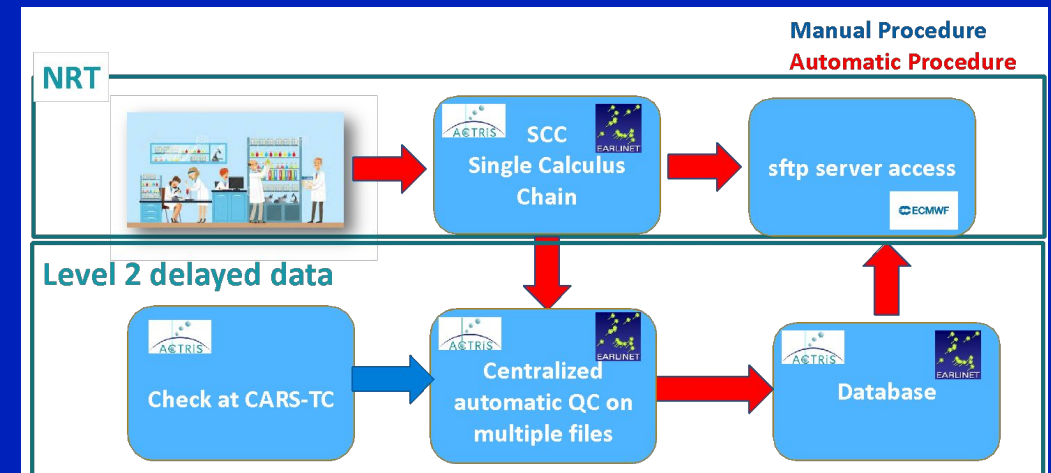 Manual Procedure
Automatic Procedure
NRT
ACTRIS
EARLINET
SCC
Single Calculus
Chain
sftp server access
ECMWF
Level 2 delayed data
ACTRIS
Check at CARS-TC
ACTRIS
EARLINET
Centralized
automatic QC on
multiple files
ACTRIS
EARLINET
Database